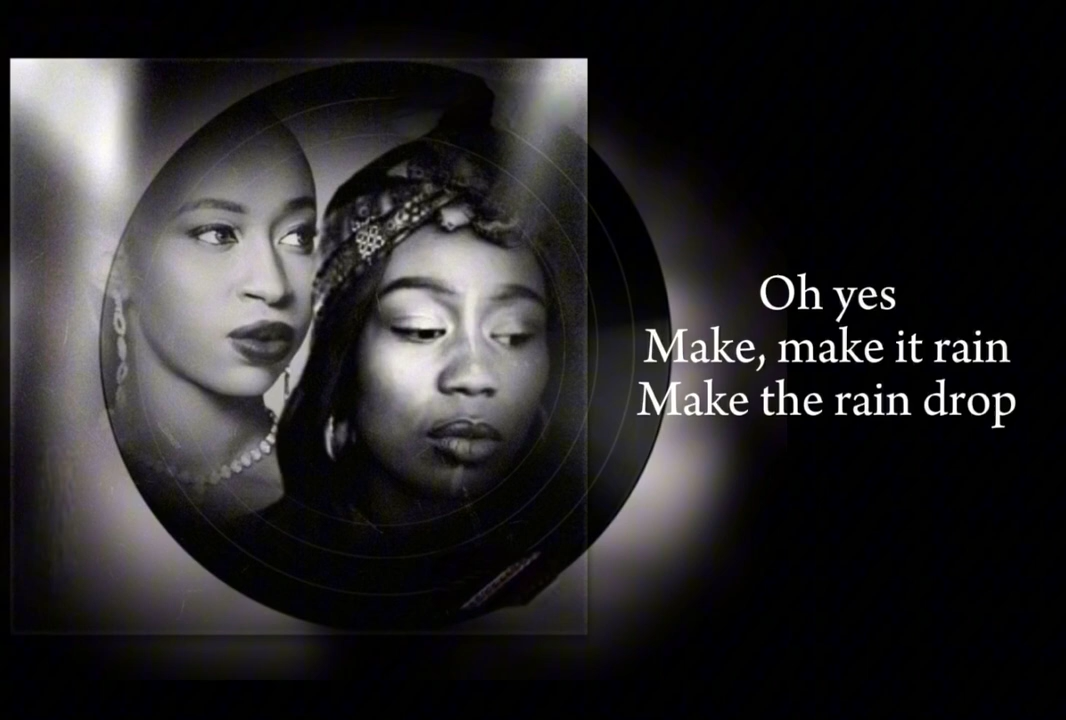 Oh yes
Make, make it rain
Make the rain drop